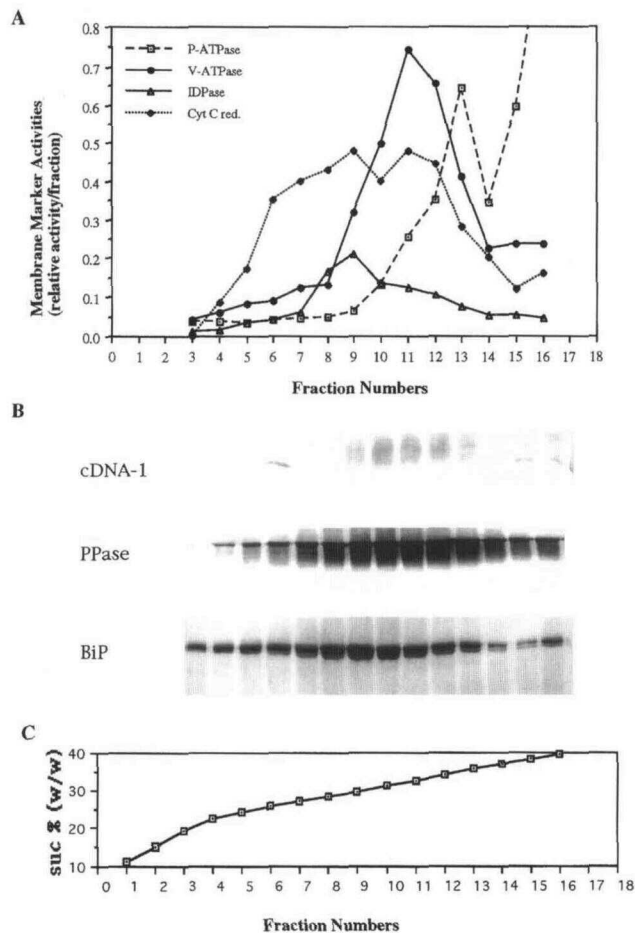 A
Membrane Marker Activities
(relative activity/fraction)
0.8
0.7
0.6
0.5
0.4
0.3
0.2
0.1
0.0
P-ATPase
V-ATPase
IDPase
Cyt C red.
0 1 2 3 4 5 6 7 8 9 10 11 12 13 14 15 16 17 18
Fraction Numbers
B
cDNA-1
PPase
BiP
C
suc % (w/w)
40
30
20
10
0 1 2 3 4 5 6 7 8 9 10 11 12 13 14 15 16 17 18
Fraction Numbers